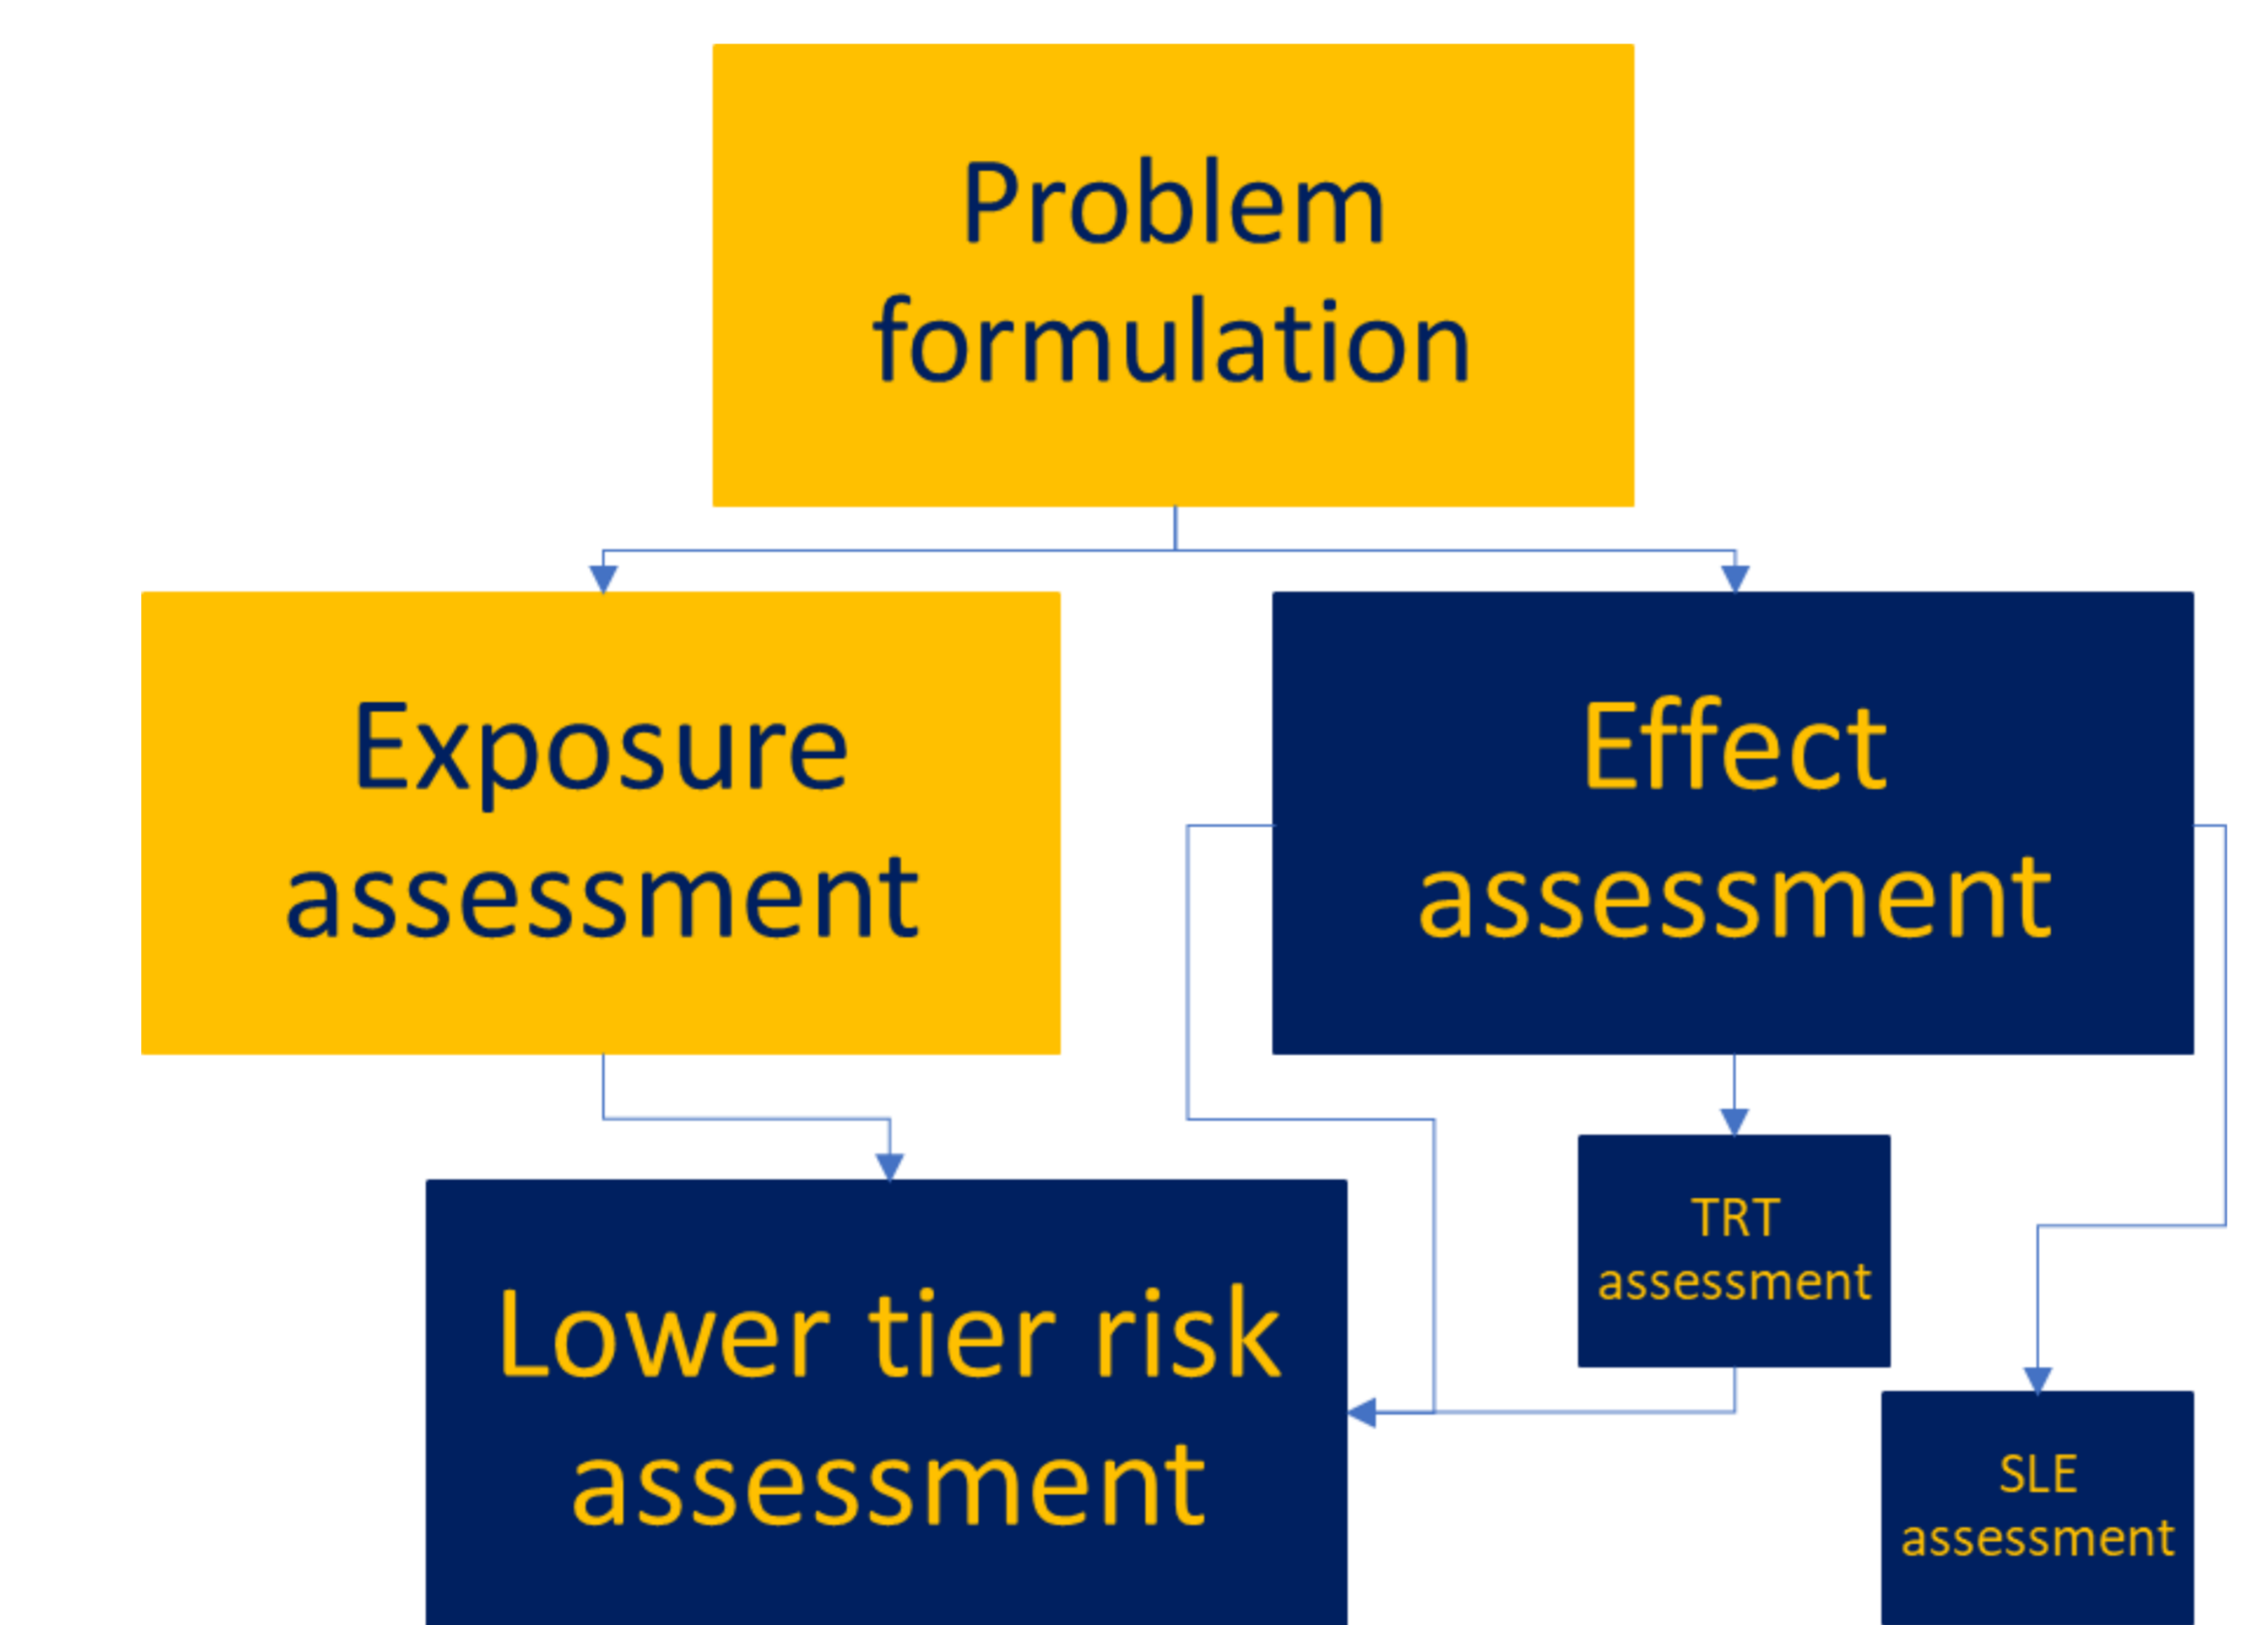 Problem
formulation
Exposure
assessment
Effect
assessment
TRT
assessment
Lower tier risk
assessment
SLE
assessment